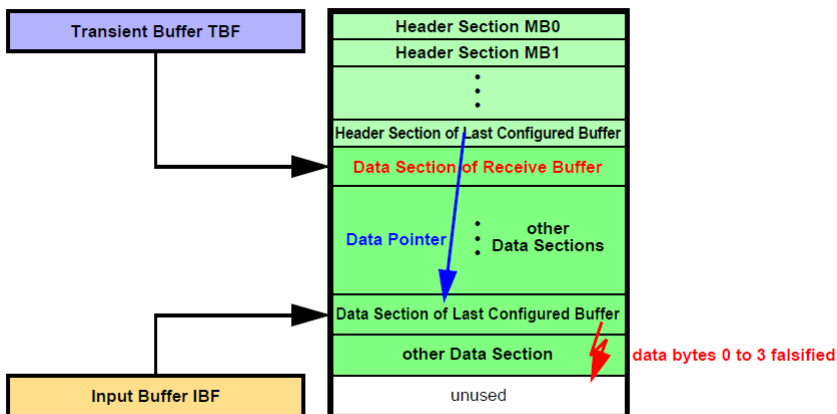 Transient Buffer TBF
Header Section MB0
Header Section MB1
Header Section of Last Configured Buffer
Data Section of Receive Buffer
Data Pointer
other
Data Sections
Data Section of Last Configured Buffer
other Data Section
data bytes 0 to 3 falsified
Input Buffer IBF
unused